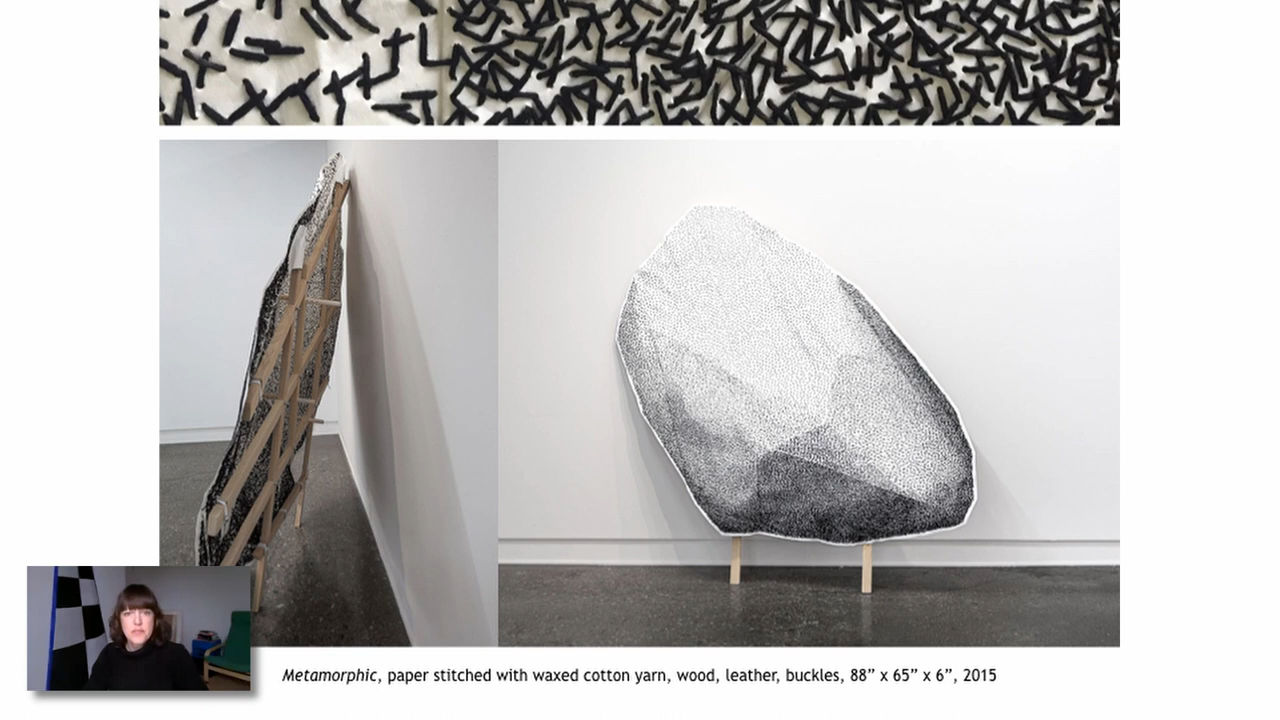 Metamorphic, paper stitched with waxed cotton yarn, wood, leather, buckles, 88” x 65” x 6”, 2015